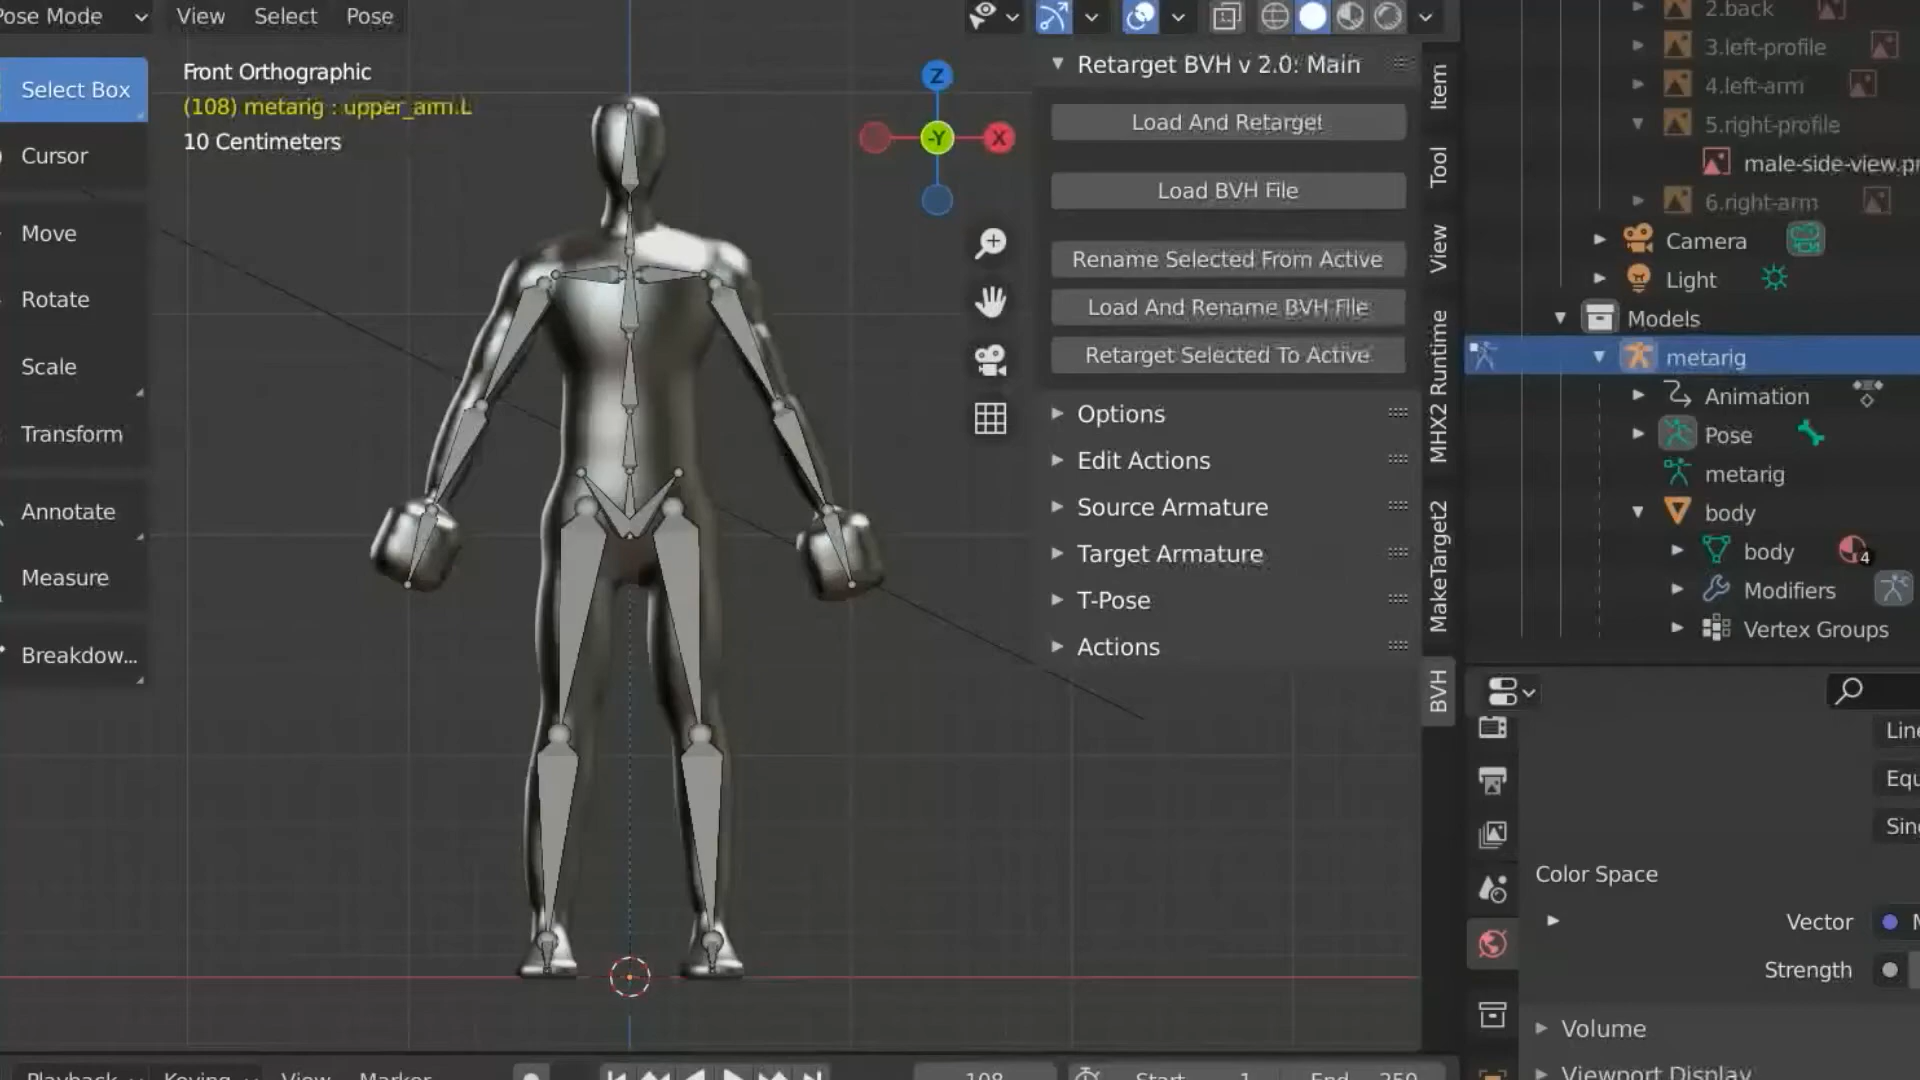 Pose Mode
View
Select
Pose
Select Box
Cursor
Move
Rotate
Scale
Transform
Annotate
Measure
Breakdow...
Front Orthographic
(108) metarig : upper_arm.L
10 Centimeters
Z
-Y
X
Retarget BVH v 2.0: Main
Load And Retarget
Load BVH File
Rename Selected From Active
Load And Rename BVH File
Retarget Selected To Active
Options
Edit Actions
Source Armature
Target Armature
T-Pose
Actions
Item
Tool
View
MHX2 Runtime
MakeTarget2
BVH
2.back
3.left-profile
4.left-arm
5.right-profile
male-side-view.pr
6.right-arm
Camera
Light
Models
metarig
Animation
Pose
metarig
body
body
4
Modifiers
Vertex Groups
Line
Equ
Sing
Color Space
Vector
M
Strength
Volume
Viewport Display
Playback
Keying
View
Marker
108
Start
1
End
250